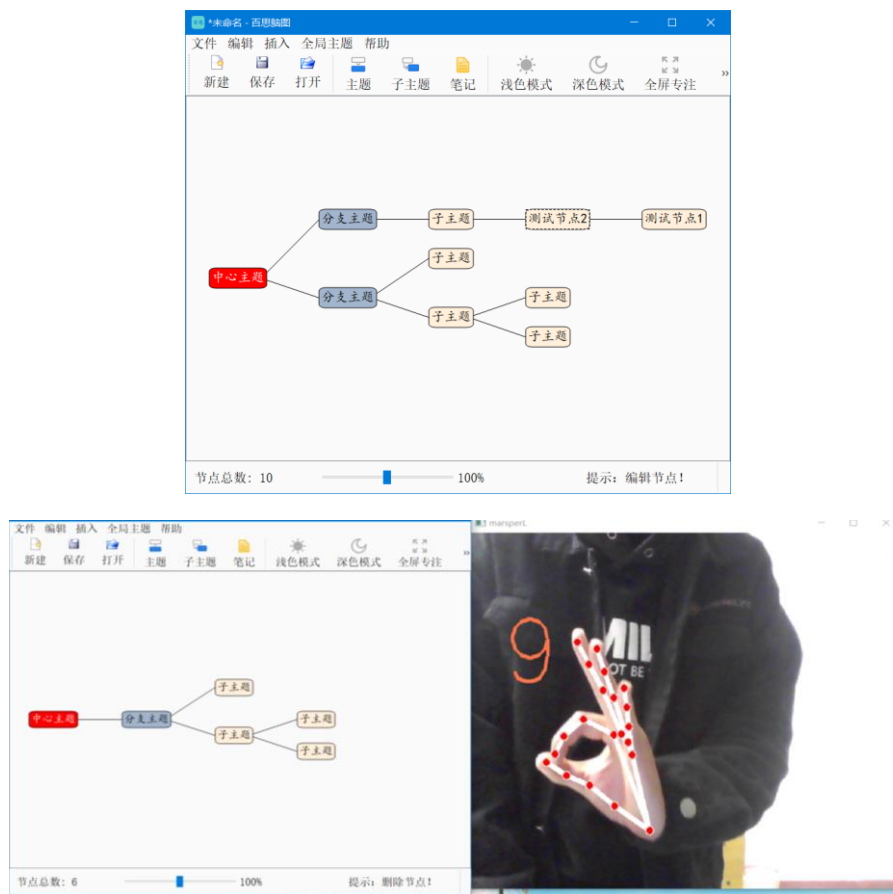 *未命名 - 百思脑图
文件 编辑 插入 全局主题 帮助
新建 保存 打开 主题 子主题 笔记 浅色模式 深色模式 全屏专注 »
分支主题 子主题 测试节点2 测试节点1
子主题
中心主题
分支主题 子主题
子主题
子主题
节点总数: 10 100% 提示: 编辑节点!
文件 编辑 插入 全局主题 帮助
新建 保存 打开 主题 子主题 笔记 浅色模式 深色模式 全屏专注 »
子主题
中心主题 分支主题 子主题
子主题
子主题
节点总数: 6 100% 提示: 删除节点!
marsperL
9
MIL
OT BE